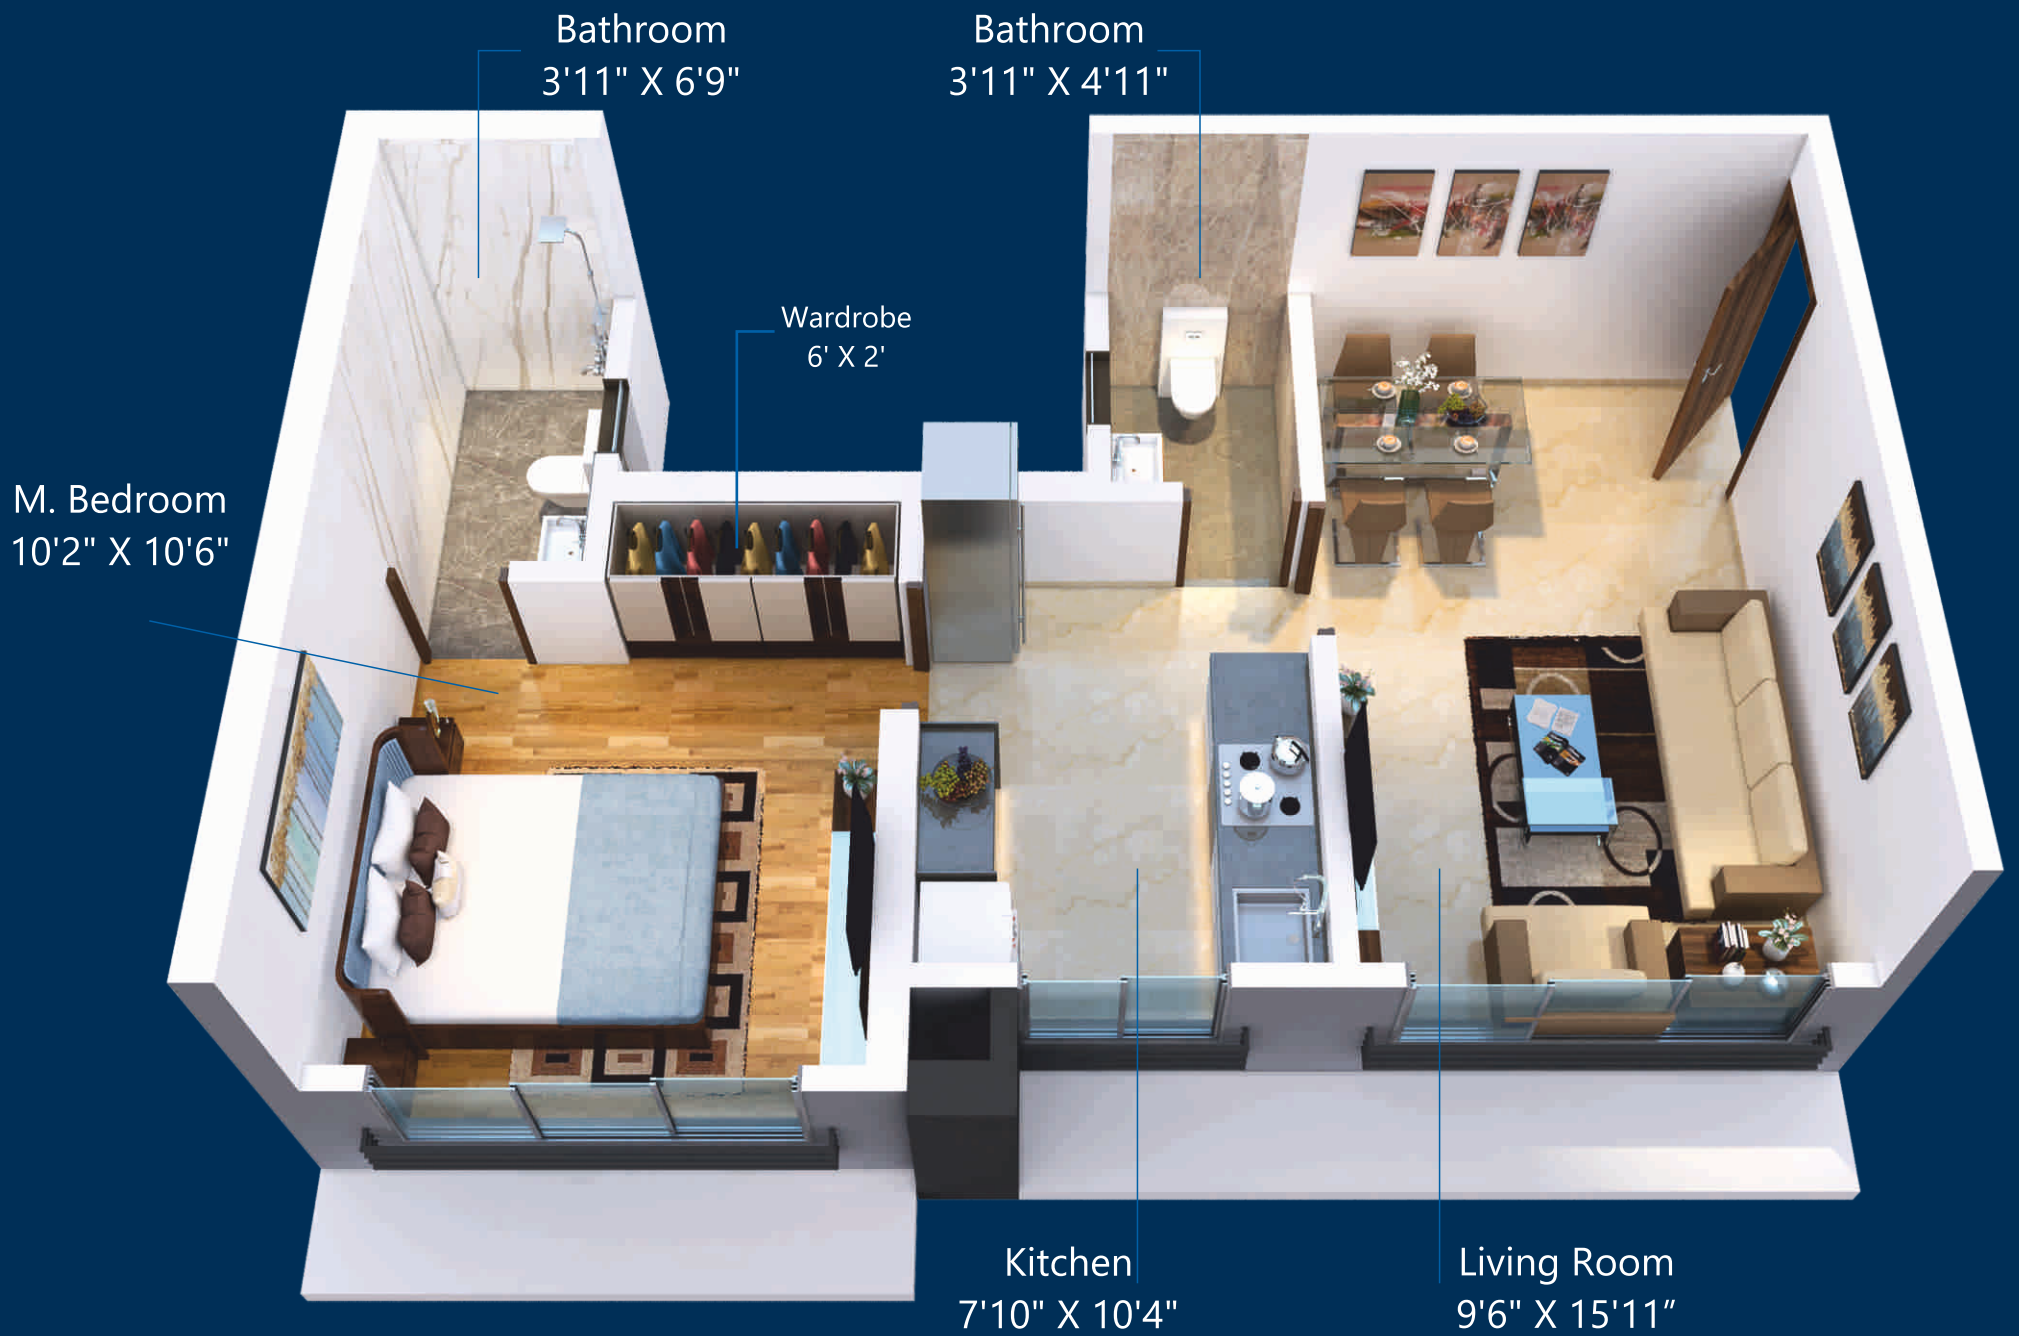 Bathroom
3'11" X 6'9"
Bathroom
3'11" X 4'11"
Wardrobe
6' X 2'
M. Bedroom
10'2" X 10'6"
Kitchen
7'10" X 10'4"
Living Room
9'6" X 15'11”